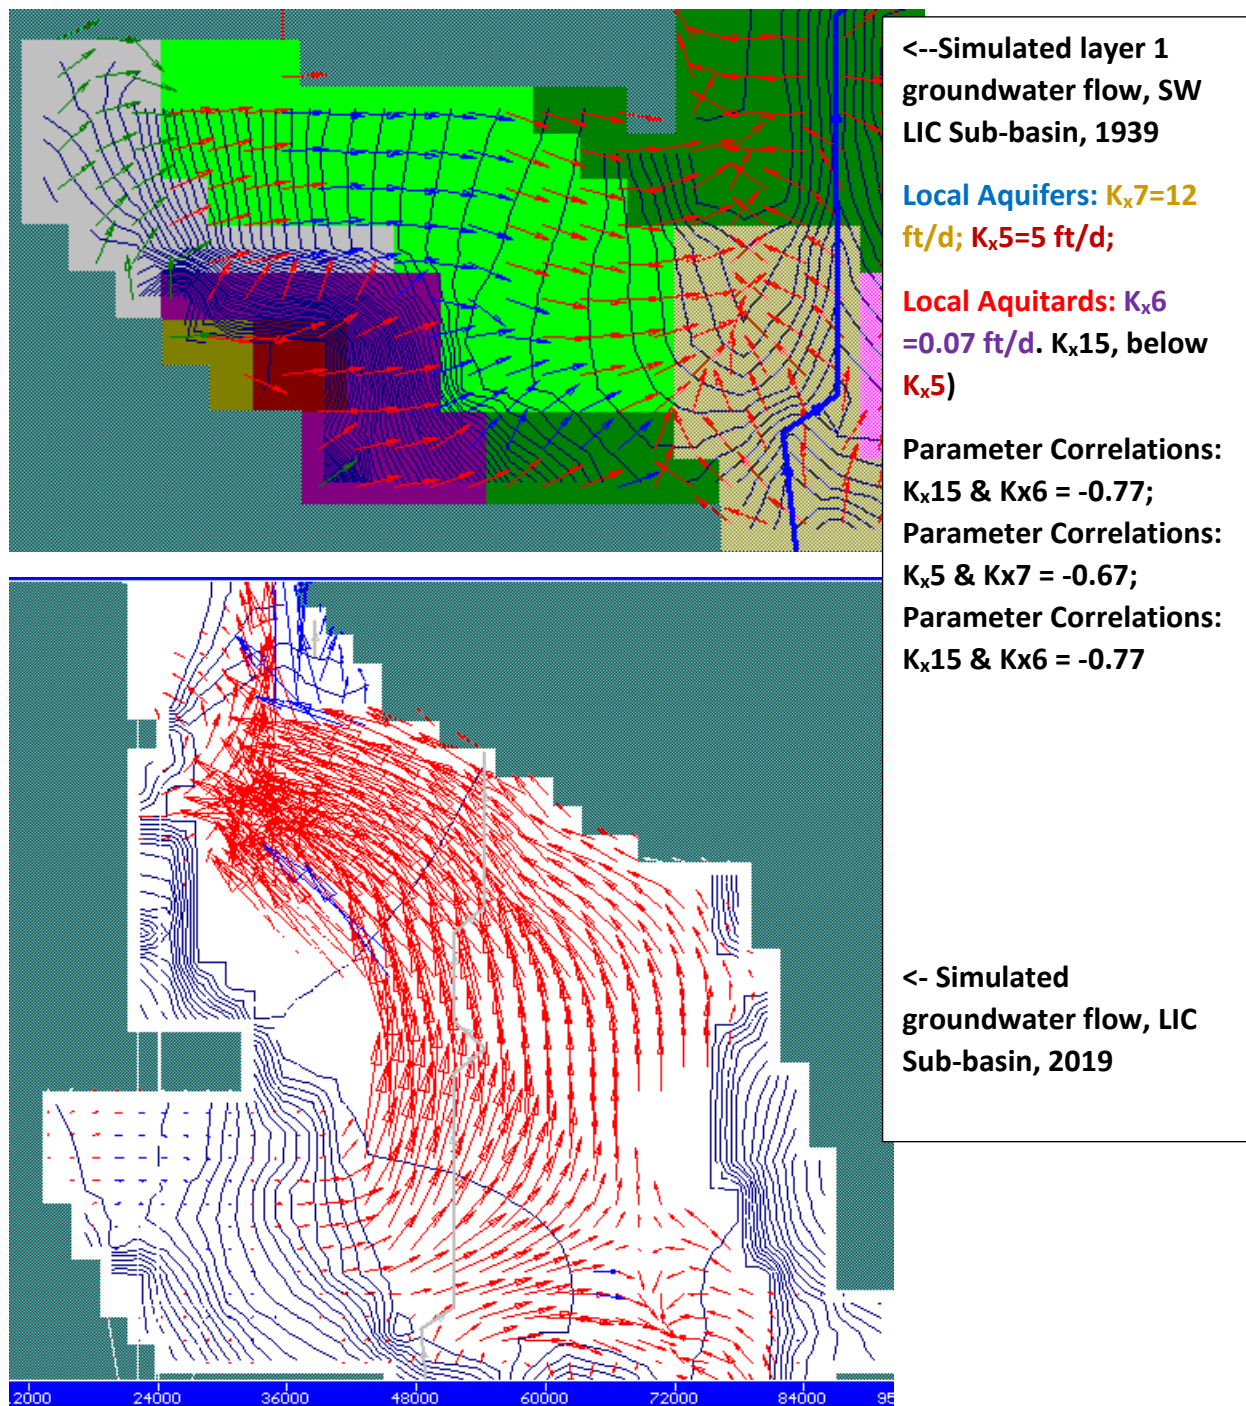 <--Simulated layer 1
groundwater flow, SW
LIC Sub-basin, 1939
Local Aquifers: Kₓ7=12
ft/d; Kₓ5=5 ft/d;
Local Aquitards: Kₓ6
=0.07 ft/d. Kₓ15, below
Kₓ5)
Parameter Correlations:
Kₓ15 & Kx6 = -0.77;
Parameter Correlations:
Kₓ5 & Kx7 = -0.67;
Parameter Correlations:
Kₓ15 & Kx6 = -0.77
<- Simulated
groundwater flow, LIC
Sub-basin, 2019
2000 24000 36000 48000 60000 72000 84000 95